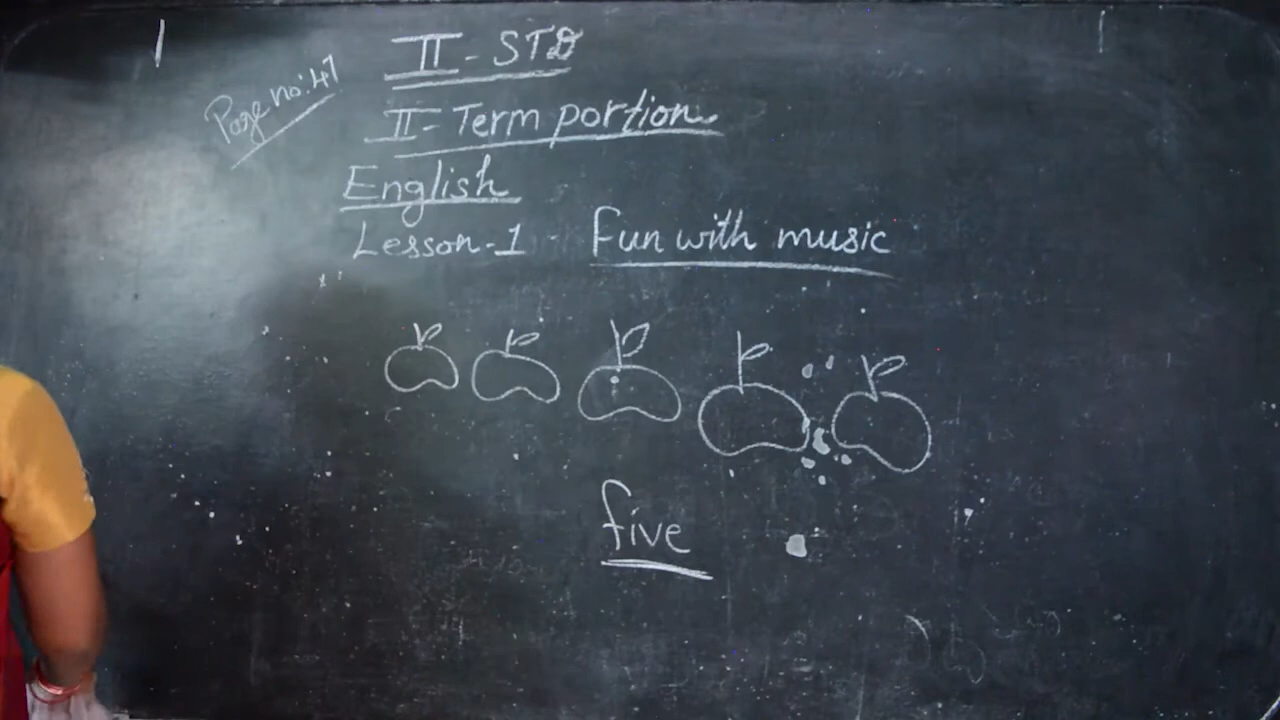 II - STD
Page no: 47
II - Term portion
English
Lesson-1 - Fun with music
five